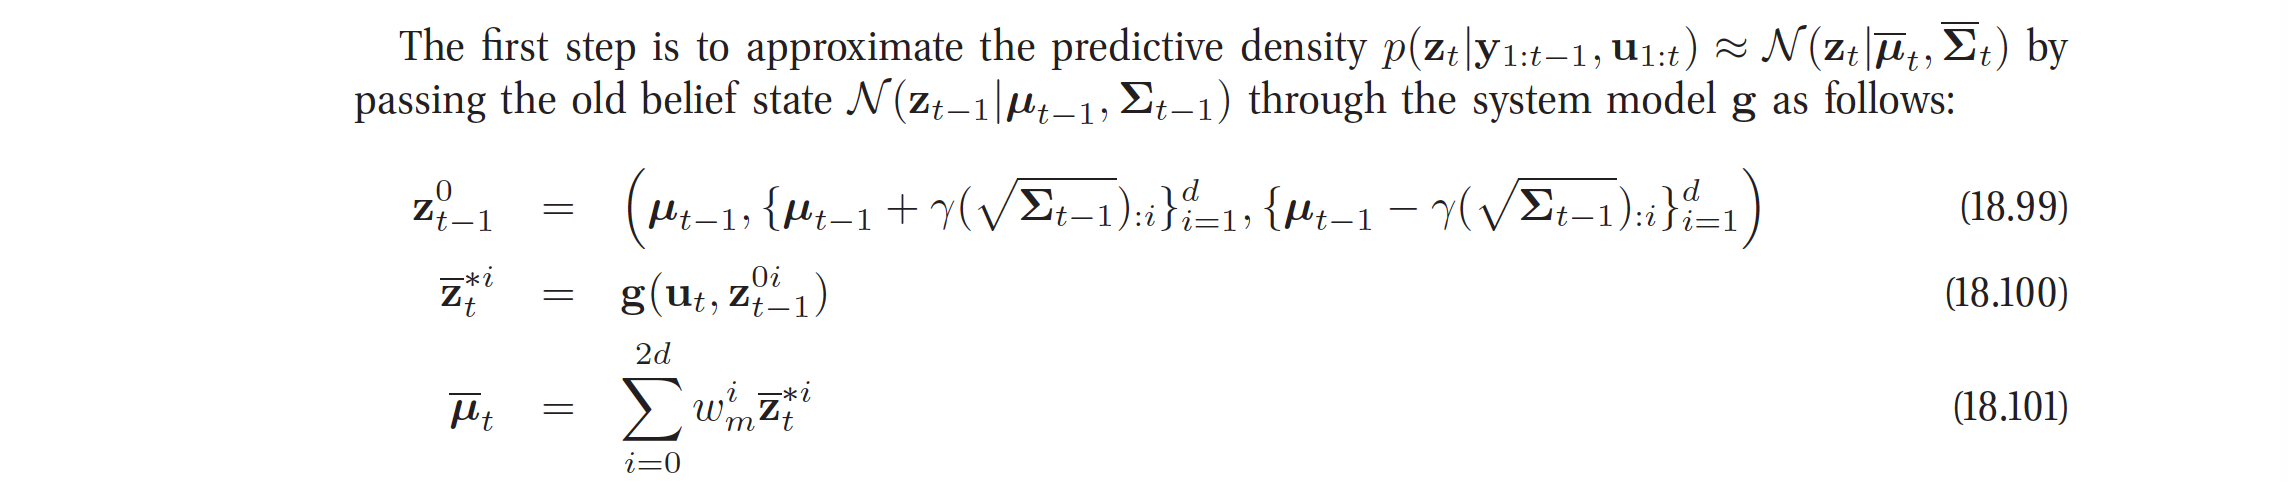 The first step is to approximate the predictive density $p(\mathbf{z}_t|\mathbf{y}_{1:t-1}, \mathbf{u}_{1:t}) \approx \mathcal{N}(\mathbf{z}_t|\overline{\boldsymbol{\mu}}_t, \overline{\boldsymbol{\Sigma}}_t)$ by
passing the old belief state $\mathcal{N}(\mathbf{z}_{t-1}|\boldsymbol{\mu}_{t-1}, \boldsymbol{\Sigma}_{t-1})$ through the system model $\mathbf{g}$ as follows:
$\mathbf{z}_{t-1}^{0} = \left(\boldsymbol{\mu}_{t-1}, \{\boldsymbol{\mu}_{t-1} + \gamma(\sqrt{\boldsymbol{\Sigma}_{t-1}})_{:i}\}_{i=1}^{d}, \{\boldsymbol{\mu}_{t-1} - \gamma(\sqrt{\boldsymbol{\Sigma}_{t-1}})_{:i}\}_{i=1}^{d}\right)$ (18.99)
$\overline{\mathbf{z}}_t^{*i} = \mathbf{g}(\mathbf{u}_t, \mathbf{z}_{t-1}^{0i})$ (18.100)
$\overline{\boldsymbol{\mu}}_t = \sum_{i=0}^{2d} w_m^i \overline{\mathbf{z}}_t^{*i}$ (18.101)